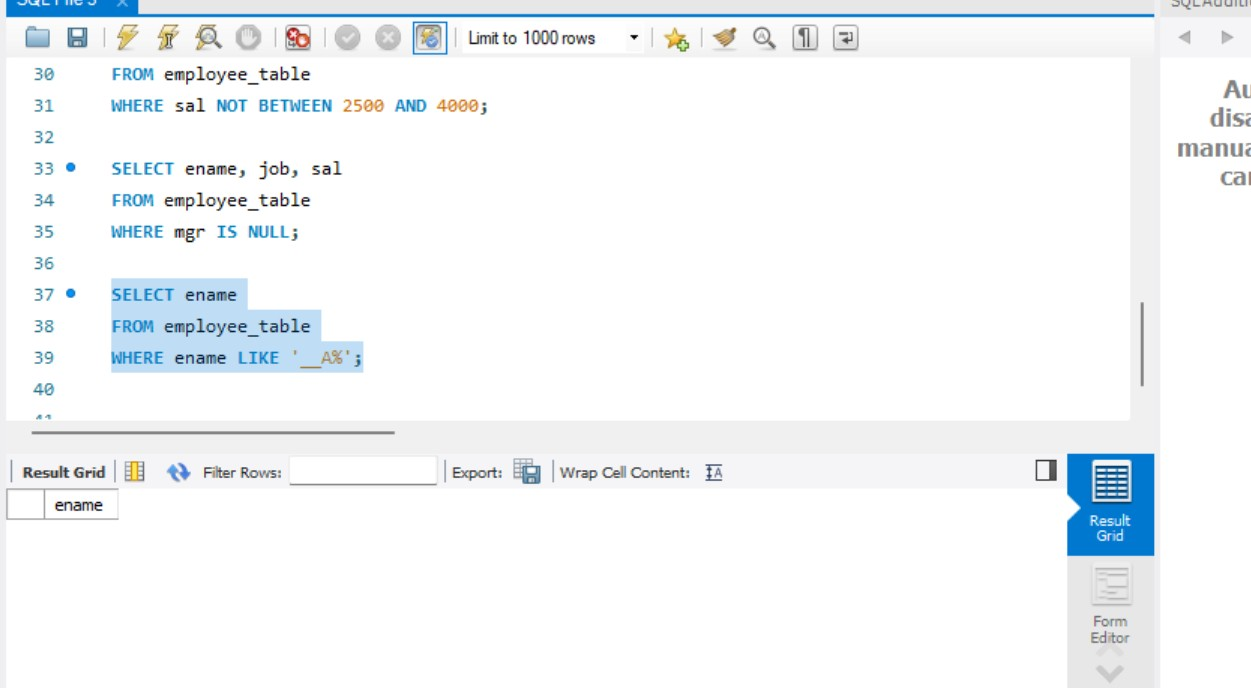 Limit to 1000 rows
30 FROM employee_table
31 WHERE sal NOT BETWEEN 2500 AND 4000;
32
33 SELECT ename, job, sal
34 FROM employee_table
35 WHERE mgr IS NULL;
36
37 SELECT ename
38 FROM employee_table
39 WHERE ename LIKE '__A%';
40
Result Grid Filter Rows: Export: Wrap Cell Content:
ename
Result
Grid
Form
Editor